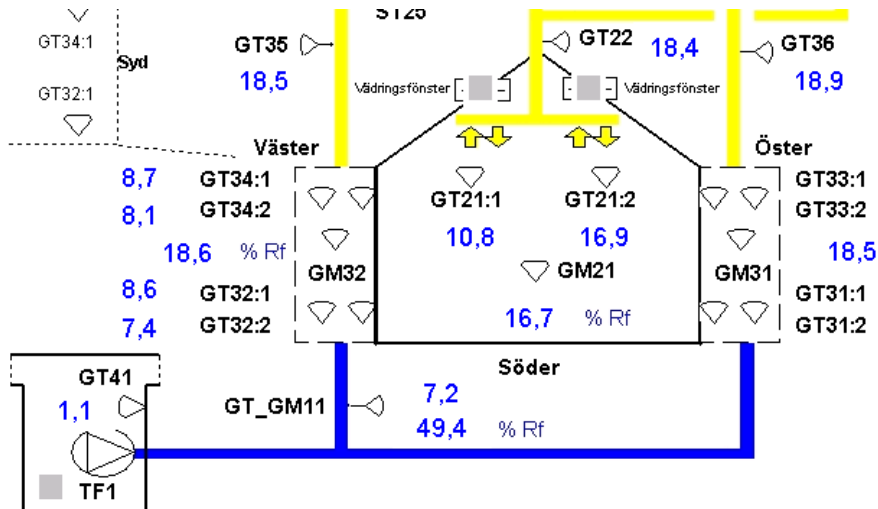 ST25
GT34:1
GT35
GT22
18,4
GT36
Syd
18,5
18,9
GT32:1
Vädringsfönster
Vädringsfönster
Väster
Öster
8,7
GT34:1
GT21:1
GT21:2
GT33:1
8,1
GT34:2
GT33:2
10,8
16,9
18,6 % Rf
18,5
GM32
GM21
GM31
8,6
GT32:1
GT31:1
7,4
GT32:2
16,7 % Rf
GT31:2
Söder
GT41
1,1
GT_GM11
7,2
49,4 % Rf
TF1